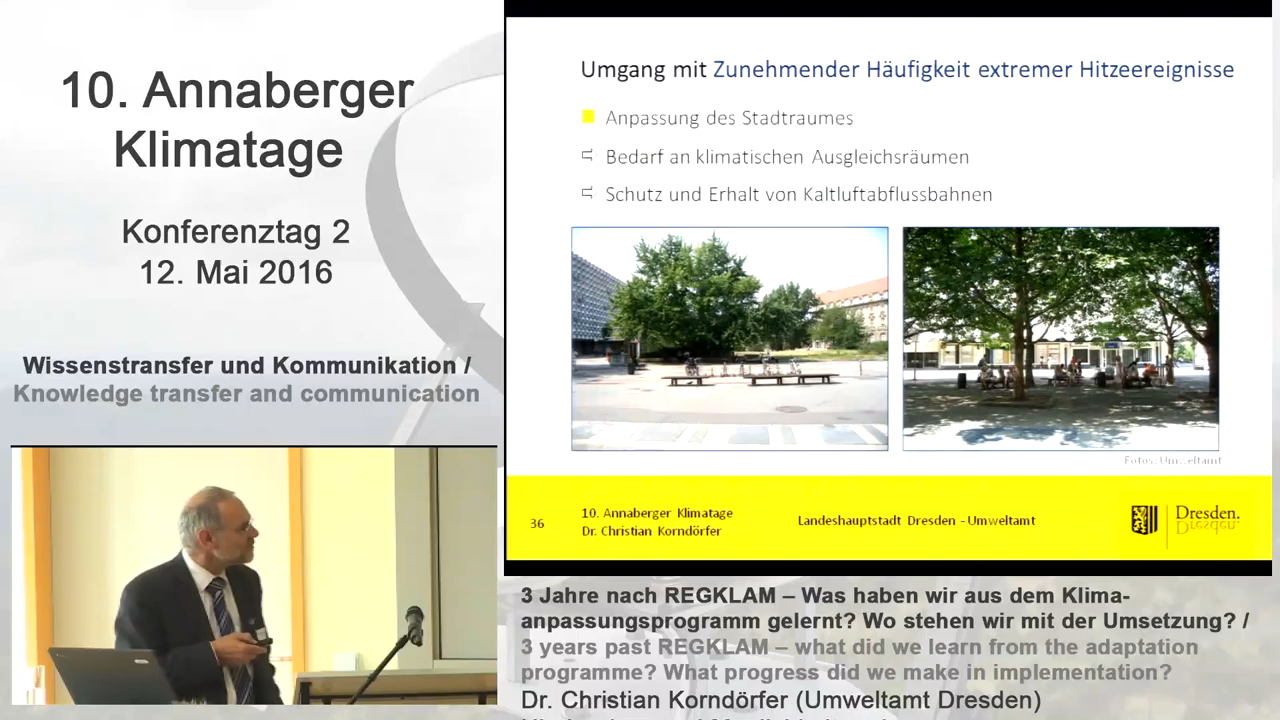 10. Annaberger
Klimatage
Konferenztag 2
12. Mai 2016
Wissenstransfer und Kommunikation /
Knowledge transfer and communication
Umgang mit Zunehmender Häufigkeit extremer Hitzeereignisse
Anpassung des Stadtraumes
Bedarf an klimatischen Ausgleichsräumen
Schutz und Erhalt von Kaltluftabflussbahnen
Fotos: Umweltamt
36
10. Annaberger Klimatage
Dr. Christian Korndörfer
Landeshauptstadt Dresden - Umweltamt
Dresden.
Dresden.
3 Jahre nach REGKLAM – Was haben wir aus dem Klima-
anpassungsprogramm gelernt? Wo stehen wir mit der Umsetzung? /
3 years past REGKLAM – what did we learn from the adaptation
programme? What progress did we make in implementation?
Dr. Christian Korndörfer (Umweltamt Dresden)